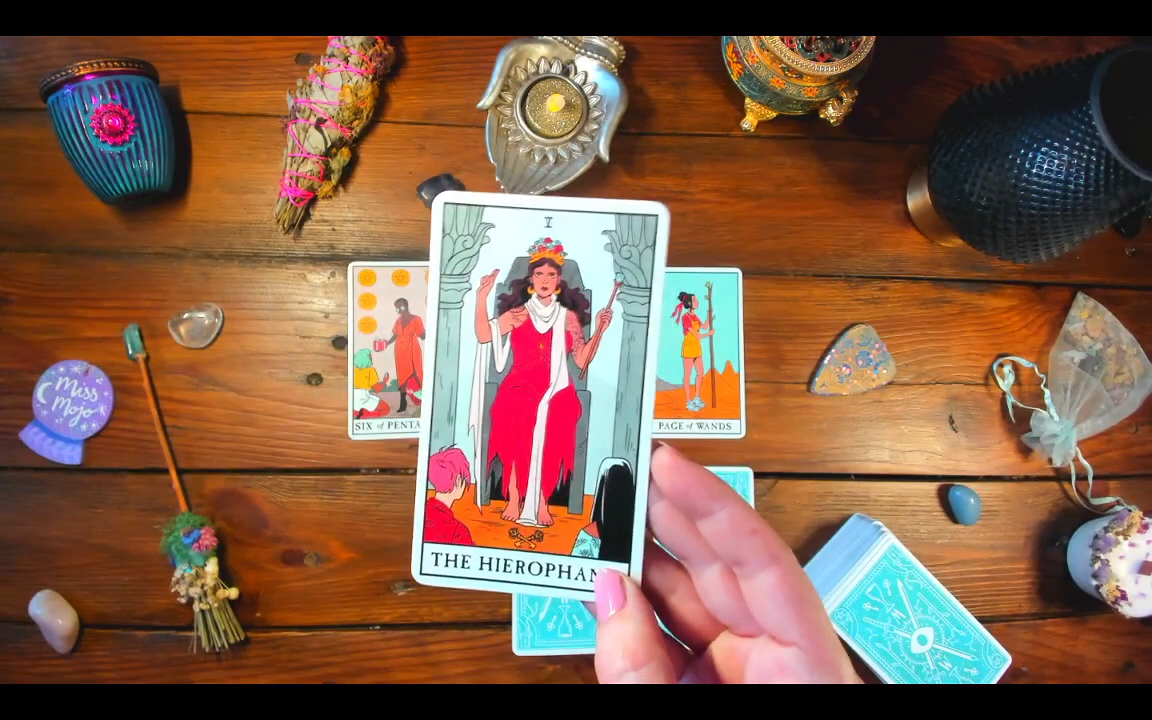 V
Miss
Mojo
SIX of PENTA
PAGE of WANDS
THE HIEROPHAN